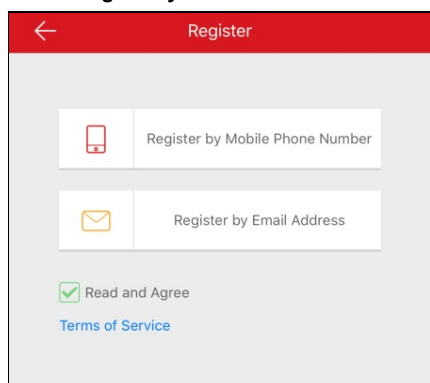 Register
Register by Mobile Phone Number
Register by Email Address
Read and Agree
Terms of Service